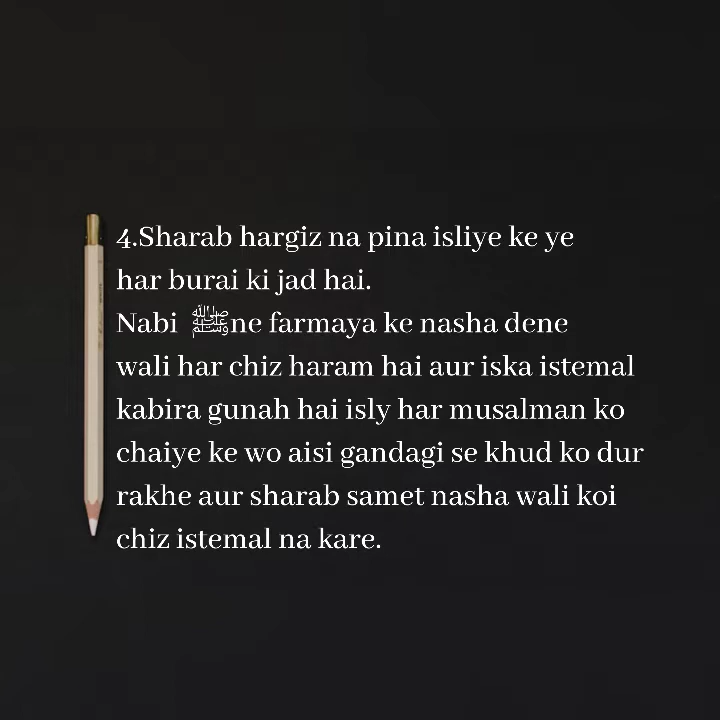 4.Sharab hargiz na pina isliye ke ye
har burai ki jad hai.
Nabi ﷺne farmaya ke nasha dene
wali har chiz haram hai aur iska istemal
kabira gunah hai isly har musalman ko
chaiye ke wo aisi gandagi se khud ko dur
rakhe aur sharab samet nasha wali koi
chiz istemal na kare.